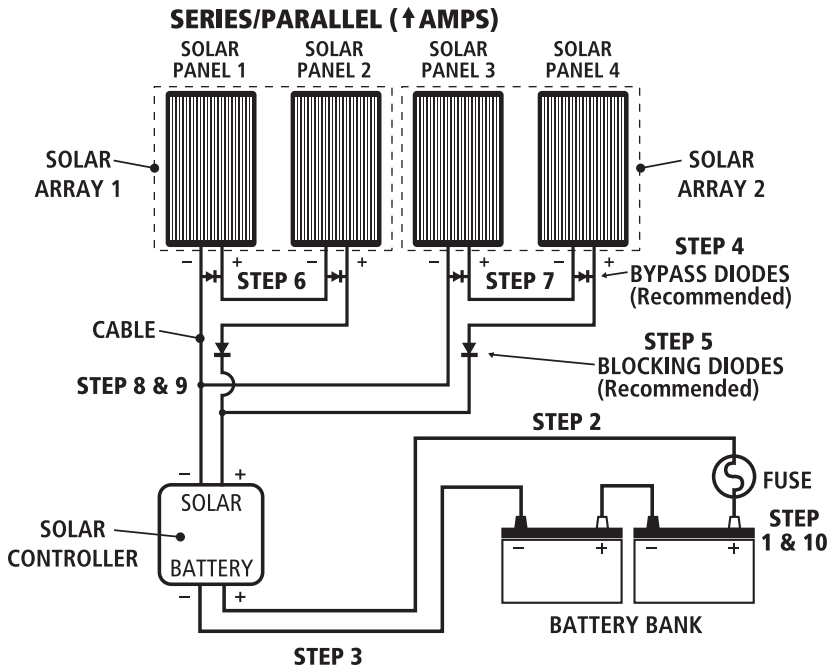 SERIES/PARALLEL (↑AMPS)
SOLAR
PANEL 1
SOLAR
PANEL 2
SOLAR
PANEL 3
SOLAR
PANEL 4
SOLAR
ARRAY 1
SOLAR
ARRAY 2
− + − + − + − +
STEP 6
STEP 7
STEP 4
BYPASS DIODES
(Recommended)
CABLE
STEP 5
BLOCKING DIODES
(Recommended)
STEP 8 & 9
STEP 2
− +
SOLAR
FUSE
SOLAR
CONTROLLER
STEP
1 & 10
− + − +
BATTERY
− +
BATTERY BANK
STEP 3